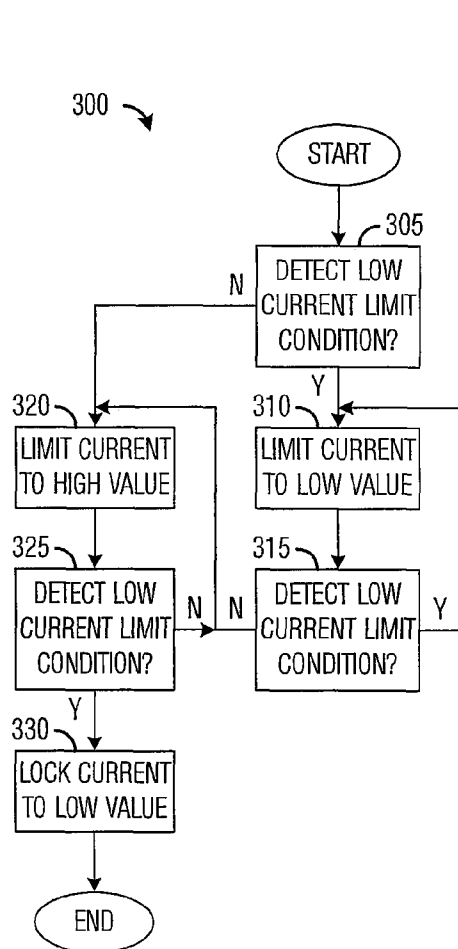 300
START
305
DETECT LOW
CURRENT LIMIT
CONDITION?
N
Y
320
LIMIT CURRENT
TO HIGH VALUE
310
LIMIT CURRENT
TO LOW VALUE
325
DETECT LOW
CURRENT LIMIT
CONDITION?
N
N
315
DETECT LOW
CURRENT LIMIT
CONDITION?
Y
Y
330
LOCK CURRENT
TO LOW VALUE
END